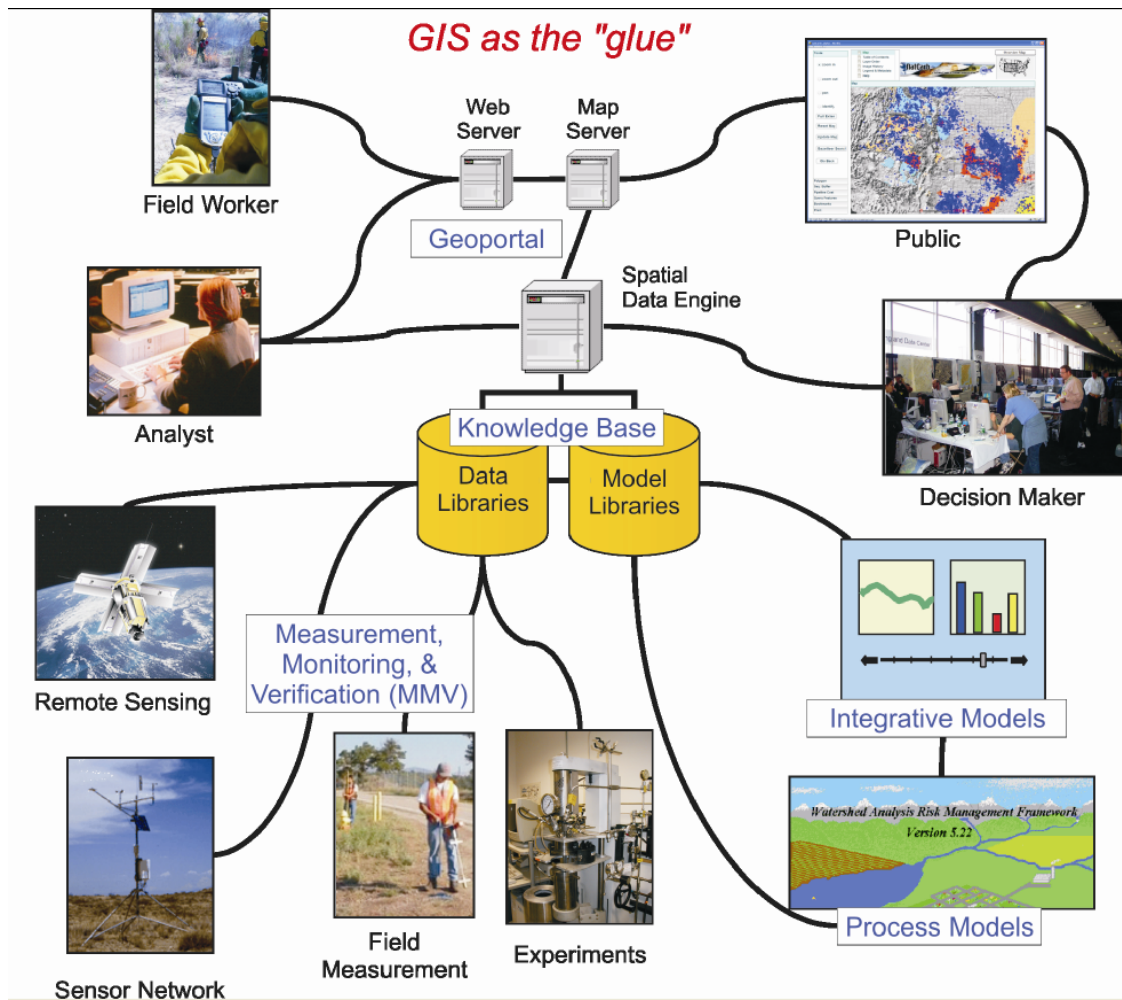 GIS as the "glue"
Web
Server
Map
Server
Field Worker
Geoportal
Public
Spatial
Data Engine
Analyst
Knowledge Base
Data
Libraries
Model
Libraries
Decision Maker
Measurement,
Monitoring, &
Verification (MMV)
Remote Sensing
Integrative Models
Watershed Analysis Risk Management Framework
Version 5.22
Process Models
Field
Measurement
Experiments
Sensor Network